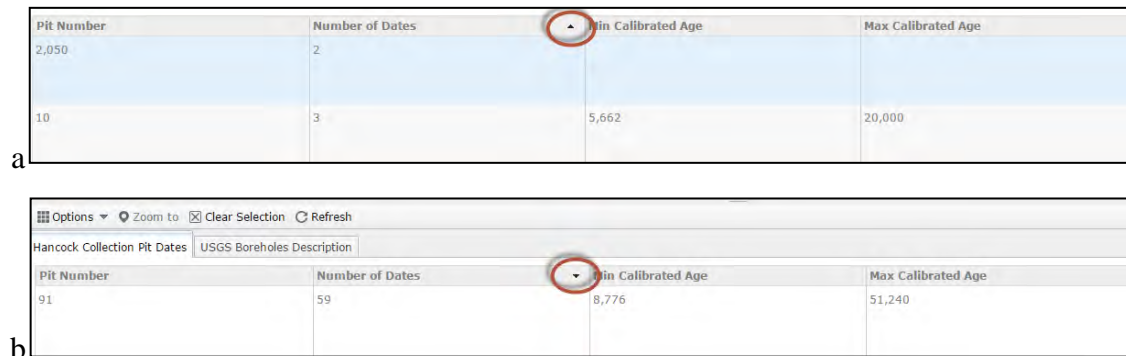 Pit Number Number of Dates Min Calibrated Age Max Calibrated Age
2,050 2
10 3 5,662 20,000
a
Options Zoom to Clear Selection Refresh
Hancock Collection Pit Dates USGS Boreholes Description
Pit Number Number of Dates Min Calibrated Age Max Calibrated Age
91 59 8,776 51,240
b